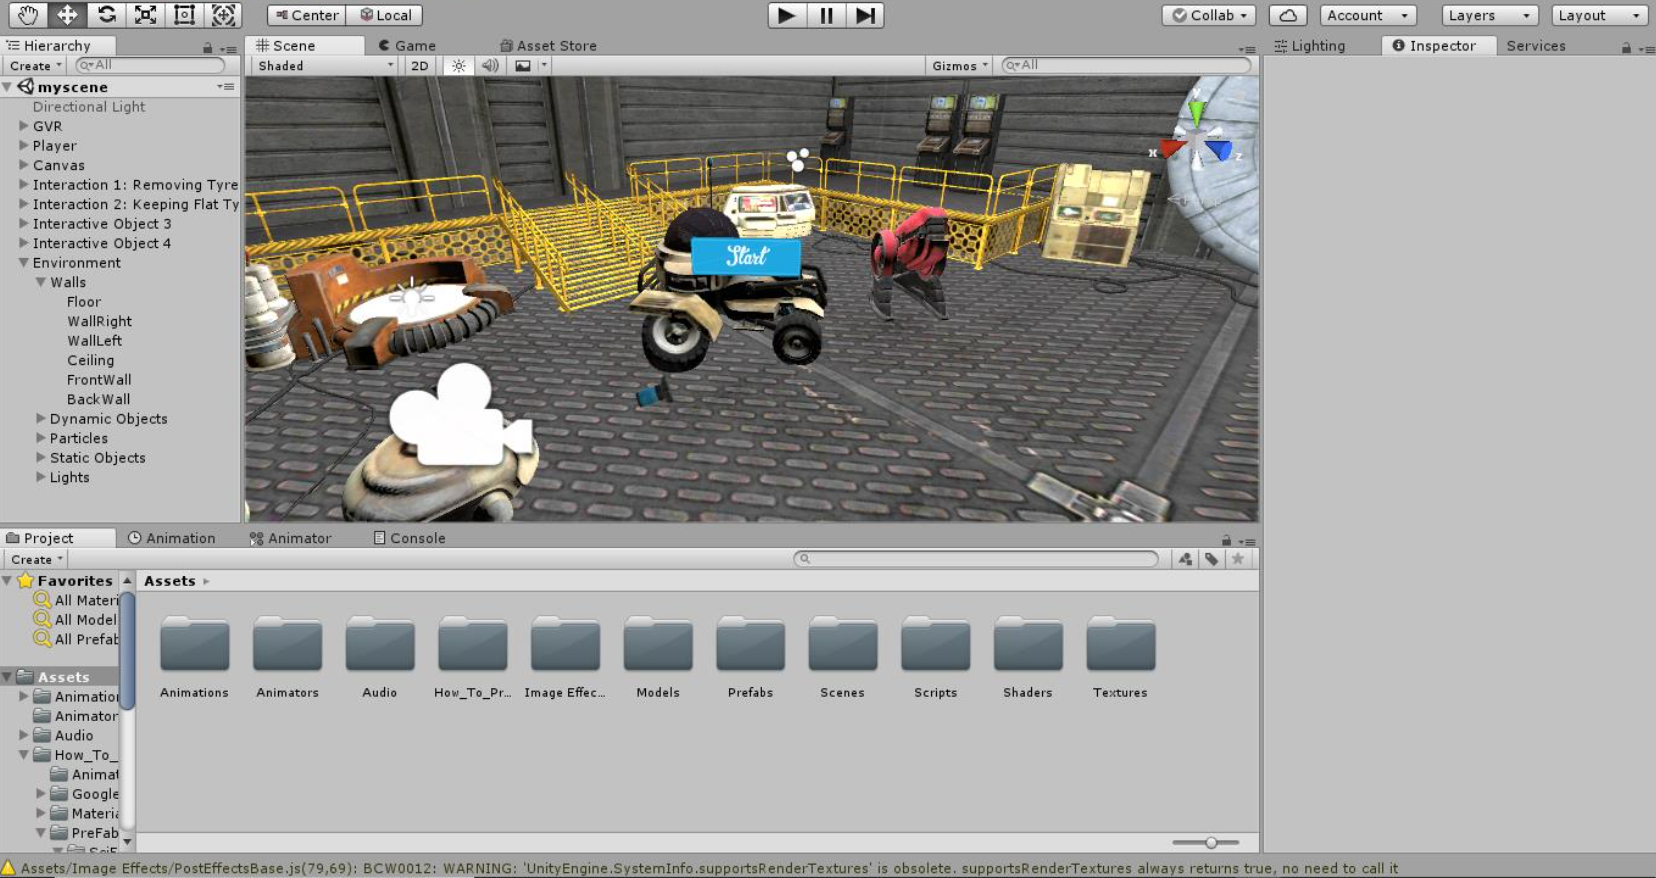 Center Local Collab Account Layers Layout
Hierarchy Scene Game Asset Store Lighting Inspector Services
Create All Shaded 2D Gizmos All
myscene
Directional Light
GVR
Player
Canvas
Interaction 1: Removing Tyre
Interaction 2: Keeping Flat Ty
Interactive Object 3
Interactive Object 4
Environment
Walls
Floor
WallRight
WallLeft
Ceiling
FrontWall
BackWall
Dynamic Objects
Particles
Static Objects
Lights
y
x
z
Start
Project Animation Animator Console
Create
Favorites
All Materi
All Model
All Prefab
Assets
Animatio
Animator
Audio
How_To_
Animat
Google
Materia
PreFab
SciF
Assets
Animations Animators Audio How_To_Pr... Image Effec... Models Prefabs Scenes Scripts Shaders Textures
Assets/Image Effects/PostEffectsBase.js(79,69): BCW0012: WARNING: 'UnityEngine.SystemInfo.supportsRenderTextures' is obsolete. supportsRenderTextures always returns true, no need to call it